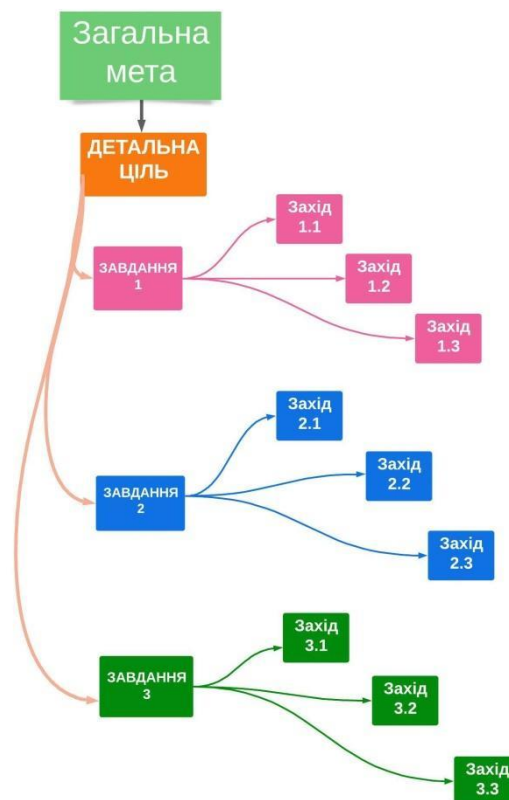 Загальна
мета
ДЕТАЛЬНА
ЦІЛЬ
ЗАВДАННЯ
1
Захід
1.1
Захід
1.2
Захід
1.3
ЗАВДАННЯ
2
Захід
2.1
Захід
2.2
Захід
2.3
ЗАВДАННЯ
3
Захід
3.1
Захід
3.2
Захід
3.3